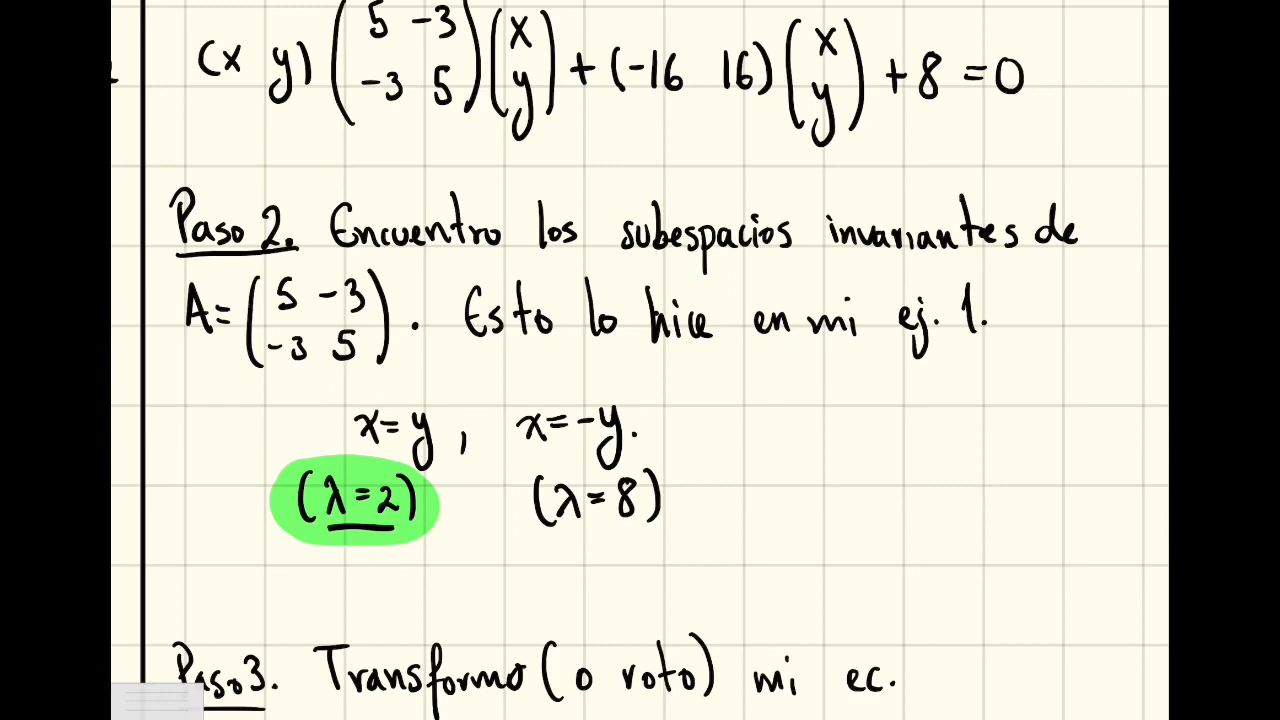 (x y) (5 -3 -3 5) (x y) + (-16 16) (x y) + 8 = 0
Paso 2. Encuentro los subespacios invariantes de
A = (5 -3 -3 5). Esto lo hice en mi ej. 1.
x = y, x = -y.
(λ = 2) (λ = 8)
Paso 3. Transformo (o roto) mi ec.